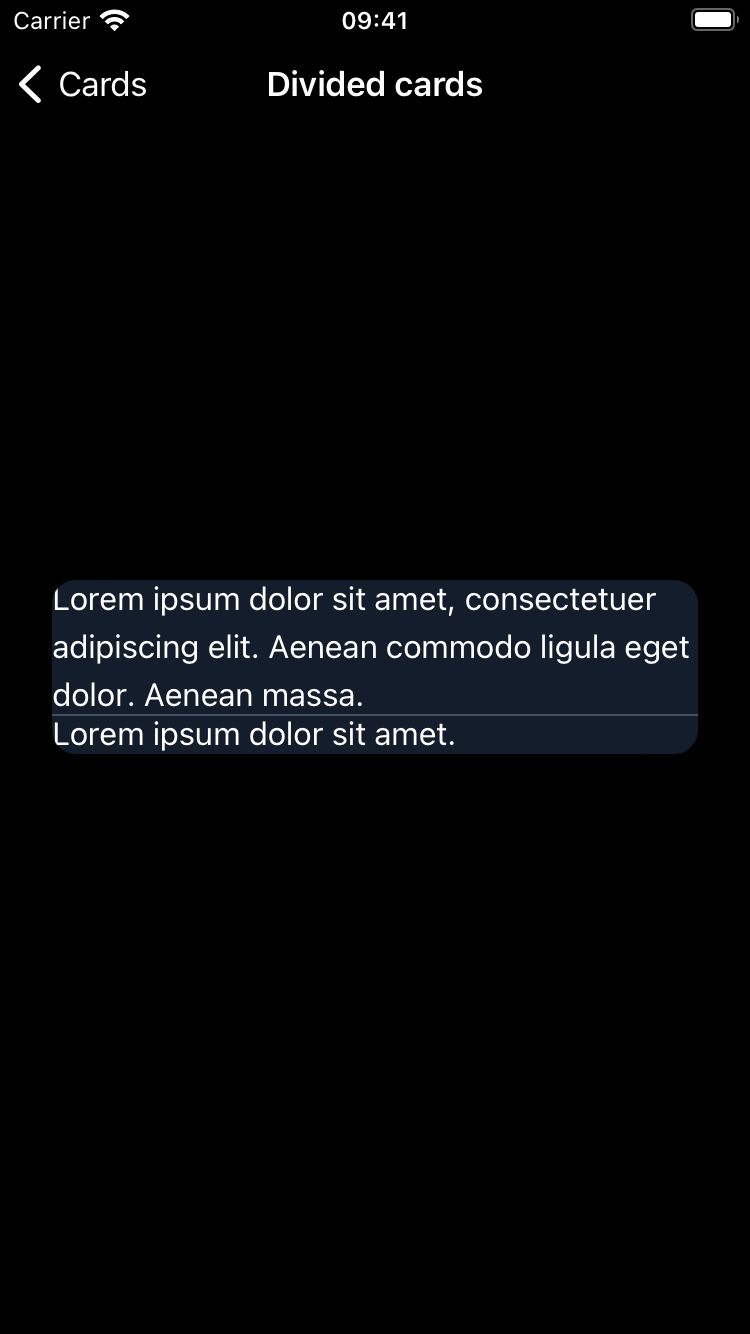 Carrier 09:41
Cards Divided cards
Lorem ipsum dolor sit amet, consectetuer
adipiscing elit. Aenean commodo ligula eget
dolor. Aenean massa.
Lorem ipsum dolor sit amet.